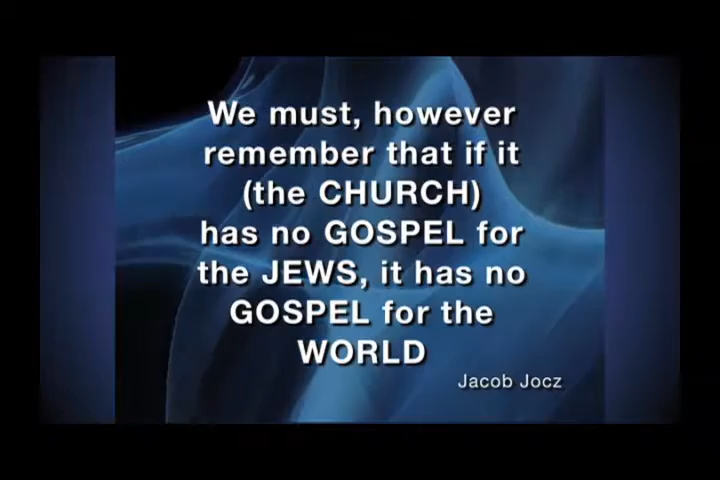 We must, however
remember that if it
(the CHURCH)
has no GOSPEL for
the JEWS, it has no
GOSPEL for the
WORLD
Jacob Jocz